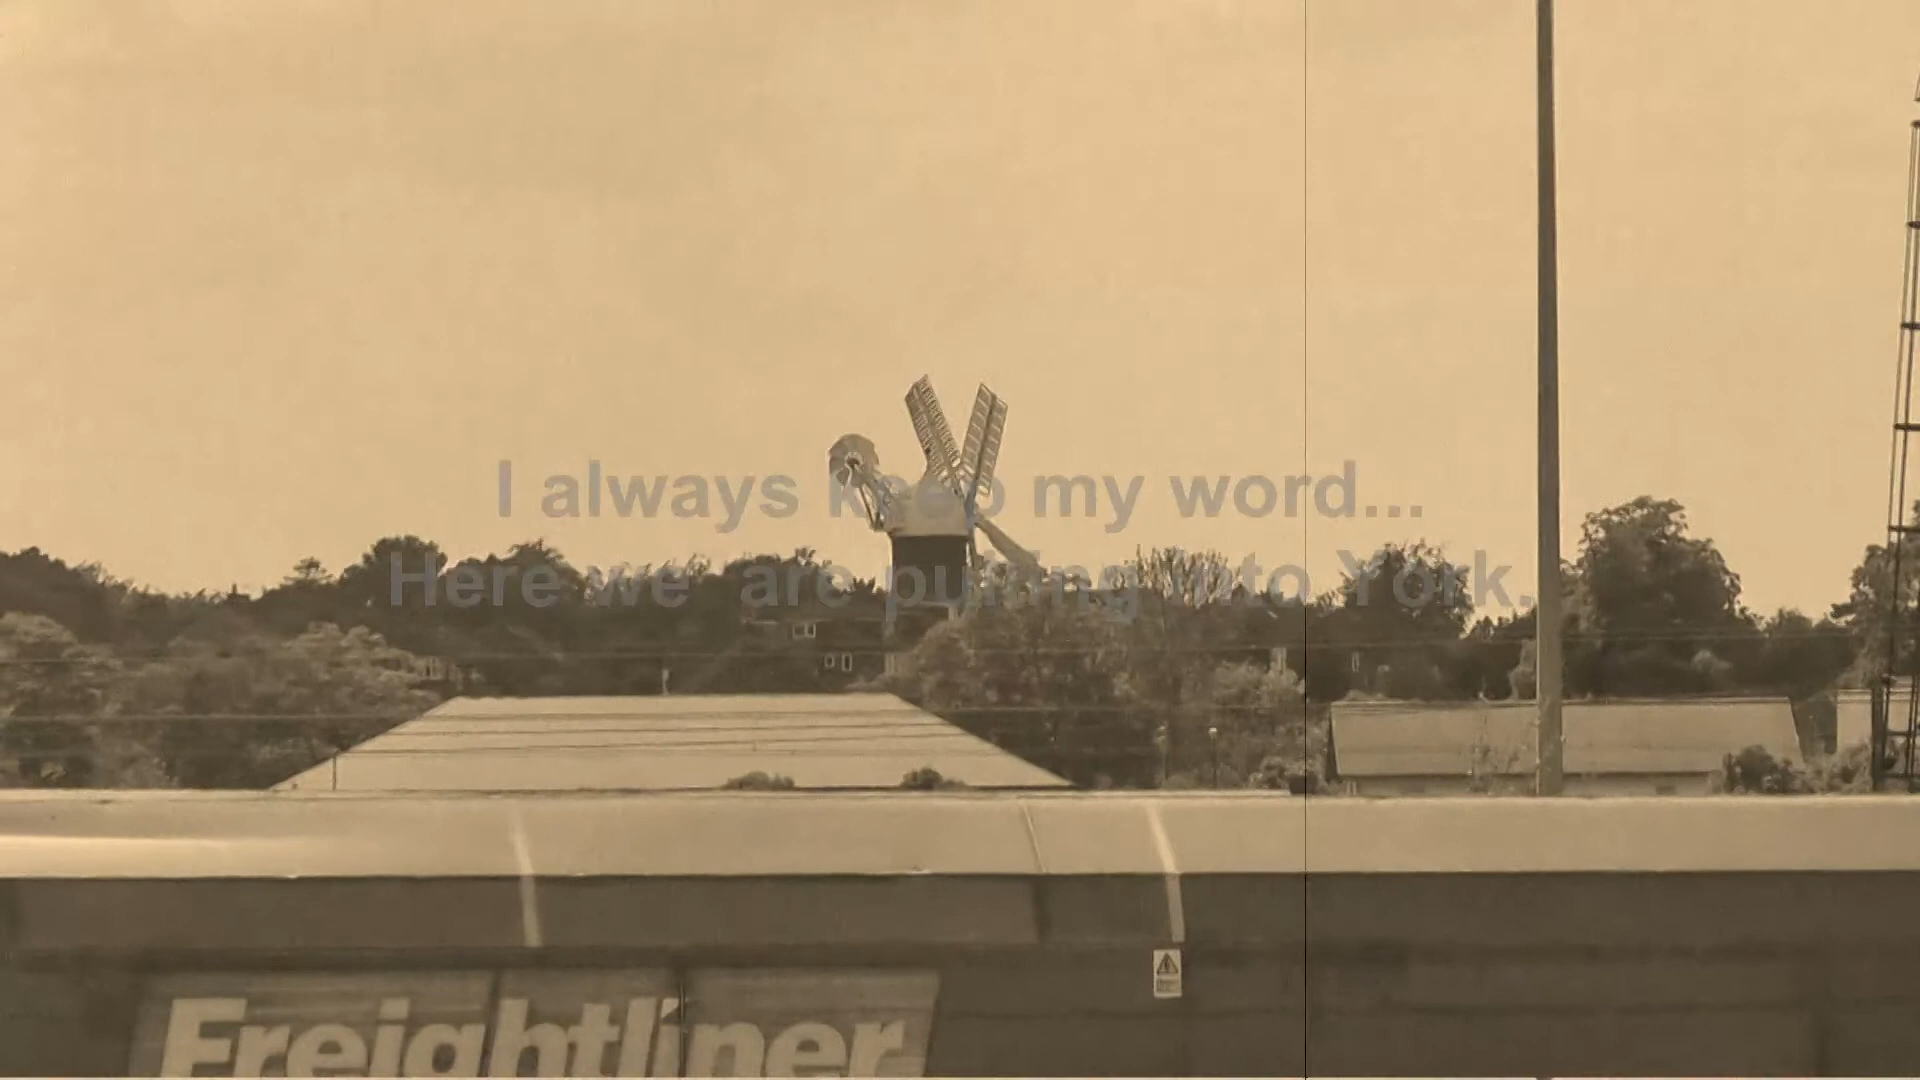 I always keep my word...
Here we  are pulling into York.
Freightliner